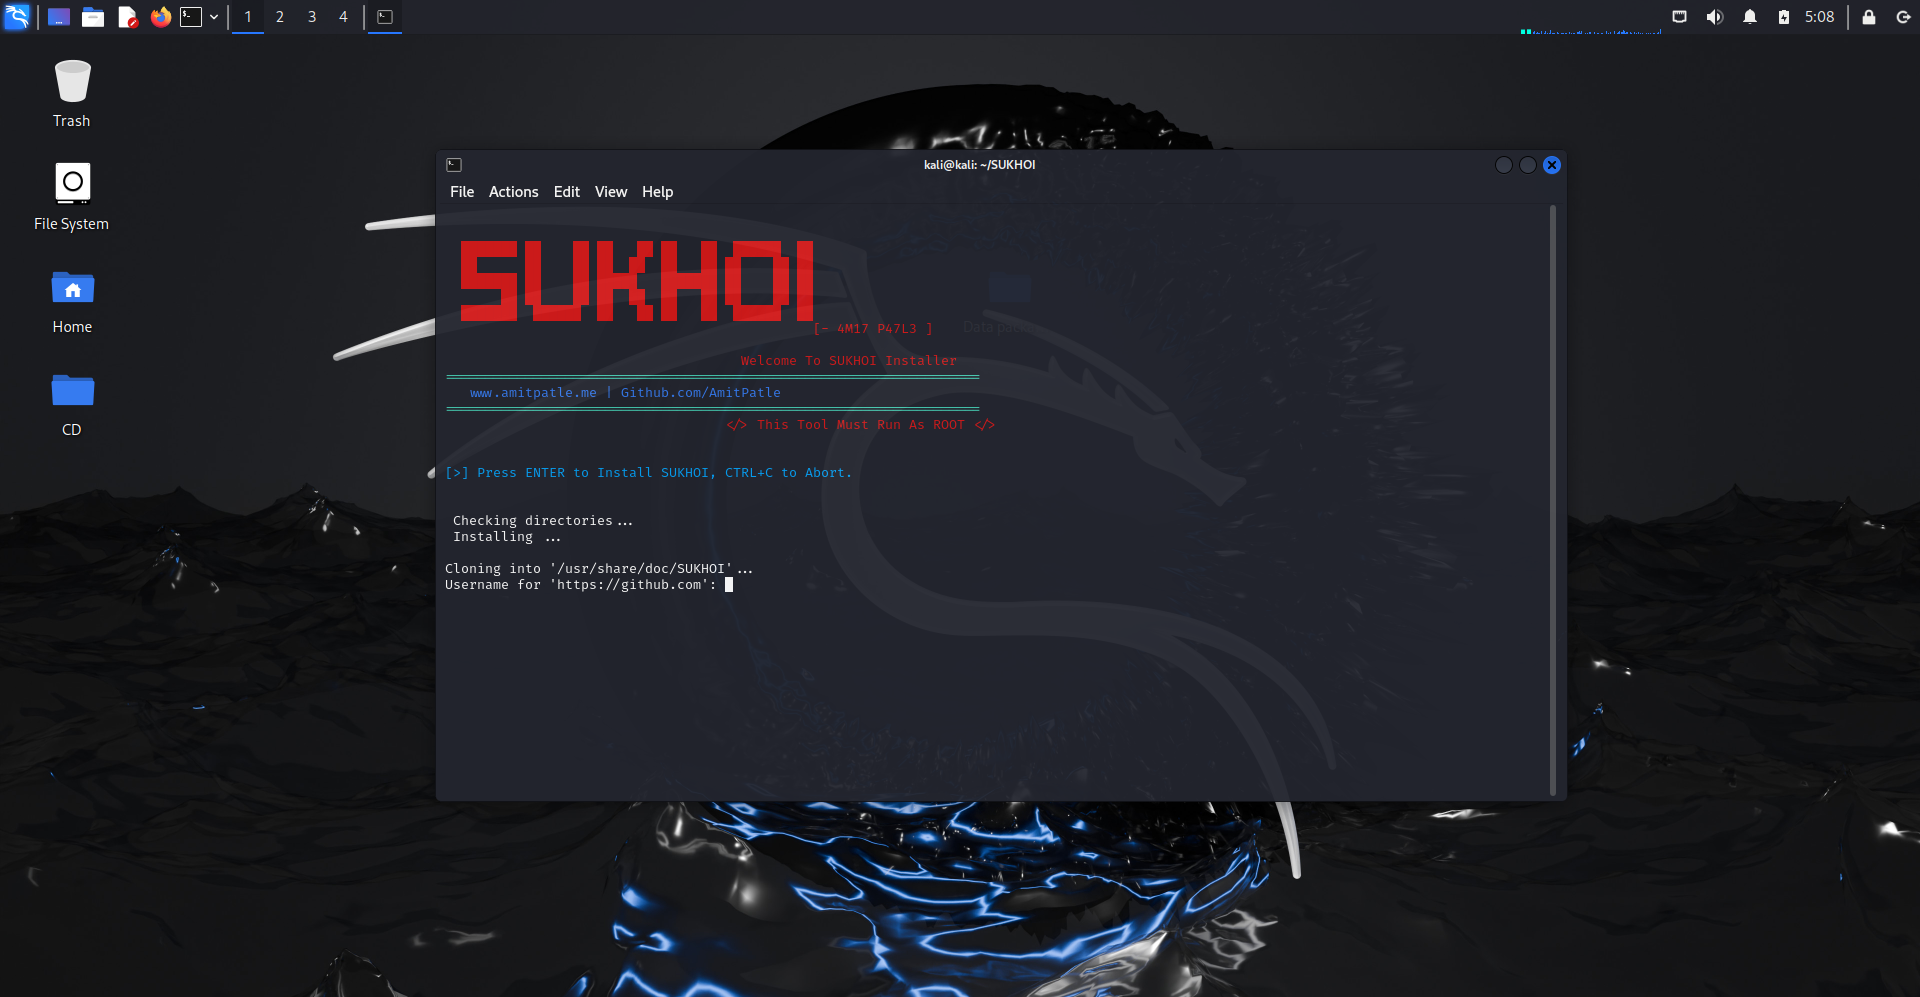 1 2 3 4
5:08
Trash
File System
Home
CD
kali@kali: ~/SUKHOI
File Actions Edit View Help
SUKHOI
[- 4M17 P47L3 ]
Welcome To SUKHOI Installer
www.amitpatle.me | Github.com/AmitPatle
</> This Tool Must Run As ROOT </>
[>] Press ENTER to Install SUKHOI, CTRL+C to Abort.
Checking directories...
Installing ...
Cloning into '/usr/share/doc/SUKHOI'...
Username for 'https://github.com':